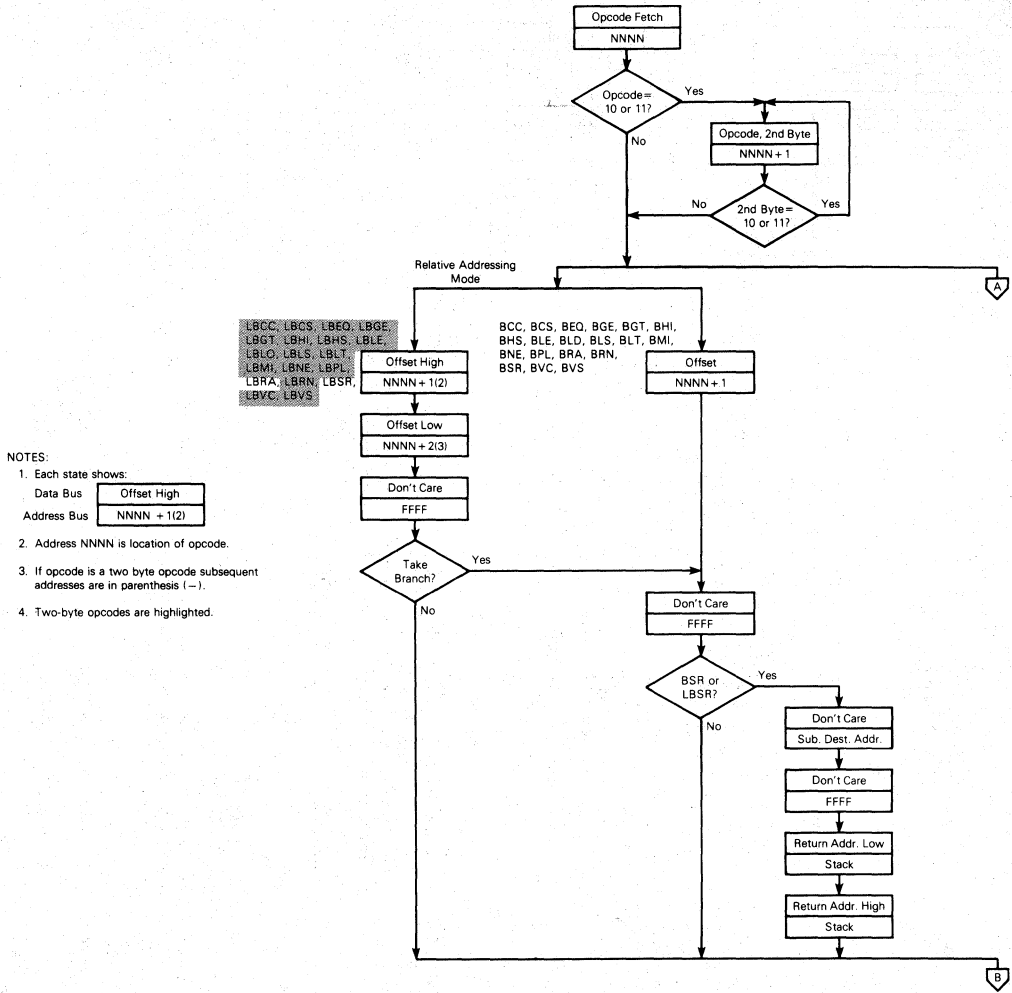 Opcode Fetch
NNNN
Opcode=
10 or 11?
Yes
No
Opcode, 2nd Byte
NNNN + 1
2nd Byte=
10 or 11?
No
Yes
A
Relative Addressing
Mode
LBCC, LBCS, LBEQ, LBGE,
LBGT, LBHI, LBHS, LBLE,
LBLO, LBLS, LBLT,
LBMI, LBNE, LBPL,
LBRA, LBRN, LBSR,
LBVC, LBVS
Offset High
NNNN + 1(2)
Offset Low
NNNN + 2(3)
Don't Care
FFFF
Take
Branch?
Yes
No
BCC, BCS, BEQ, BGE, BGT, BHI,
BHS, BLE, BLD, BLS, BLT, BMI,
BNE, BPL, BRA, BRN,
BSR, BVC, BVS
Offset
NNNN + 1
Don't Care
FFFF
BSR or
LBSR?
Yes
No
Don't Care
Sub. Dest. Addr.
Don't Care
FFFF
Return Addr. Low
Stack
Return Addr. High
Stack
B
NOTES:
1. Each state shows:
Data Bus
Offset High
Address Bus
NNNN + 1(2)
2. Address NNNN is location of opcode.
3. If opcode is a two byte opcode subsequent
addresses are in parenthesis (–).
4. Two-byte opcodes are highlighted.